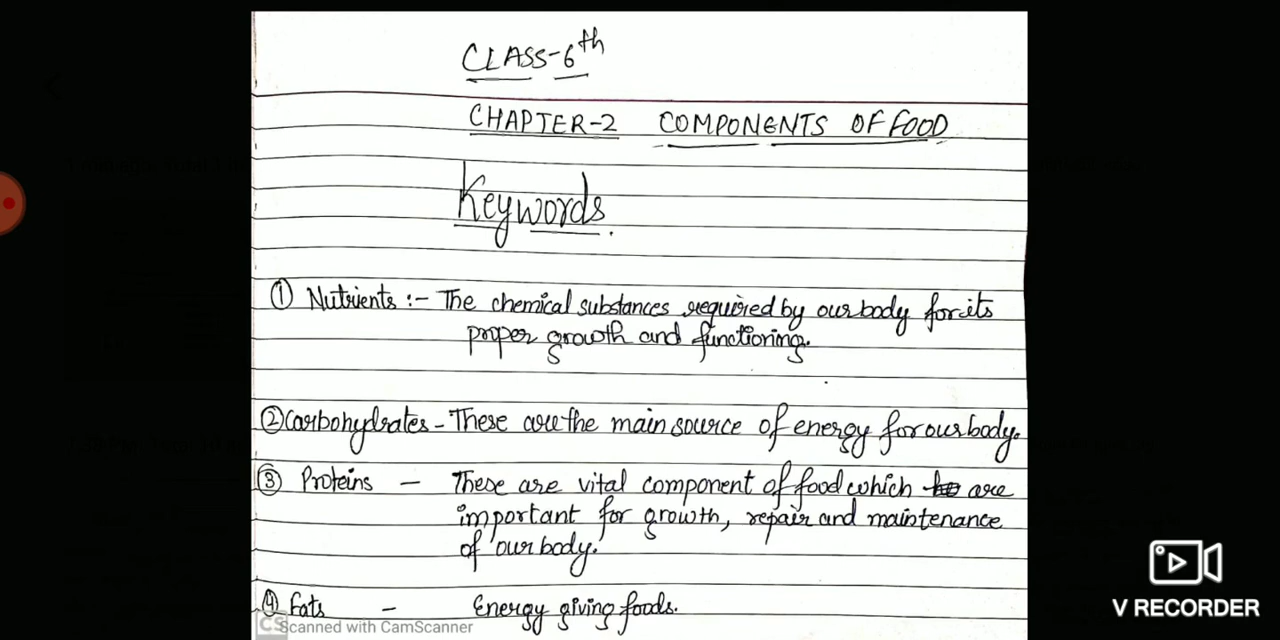 CLASS-6th
CHAPTER-2 COMPONENTS OF FOOD
Keywords.
① Nutrients :- The chemical substances required by our body for its
proper growth and functioning.
② Carbohydrates - These are the main source of energy for our body.
③ Proteins - These are vital component of food which are
important for growth, repair and maintenance
of our body.
④ Fats - Energy giving foods.
CS Scanned with CamScanner
V RECORDER